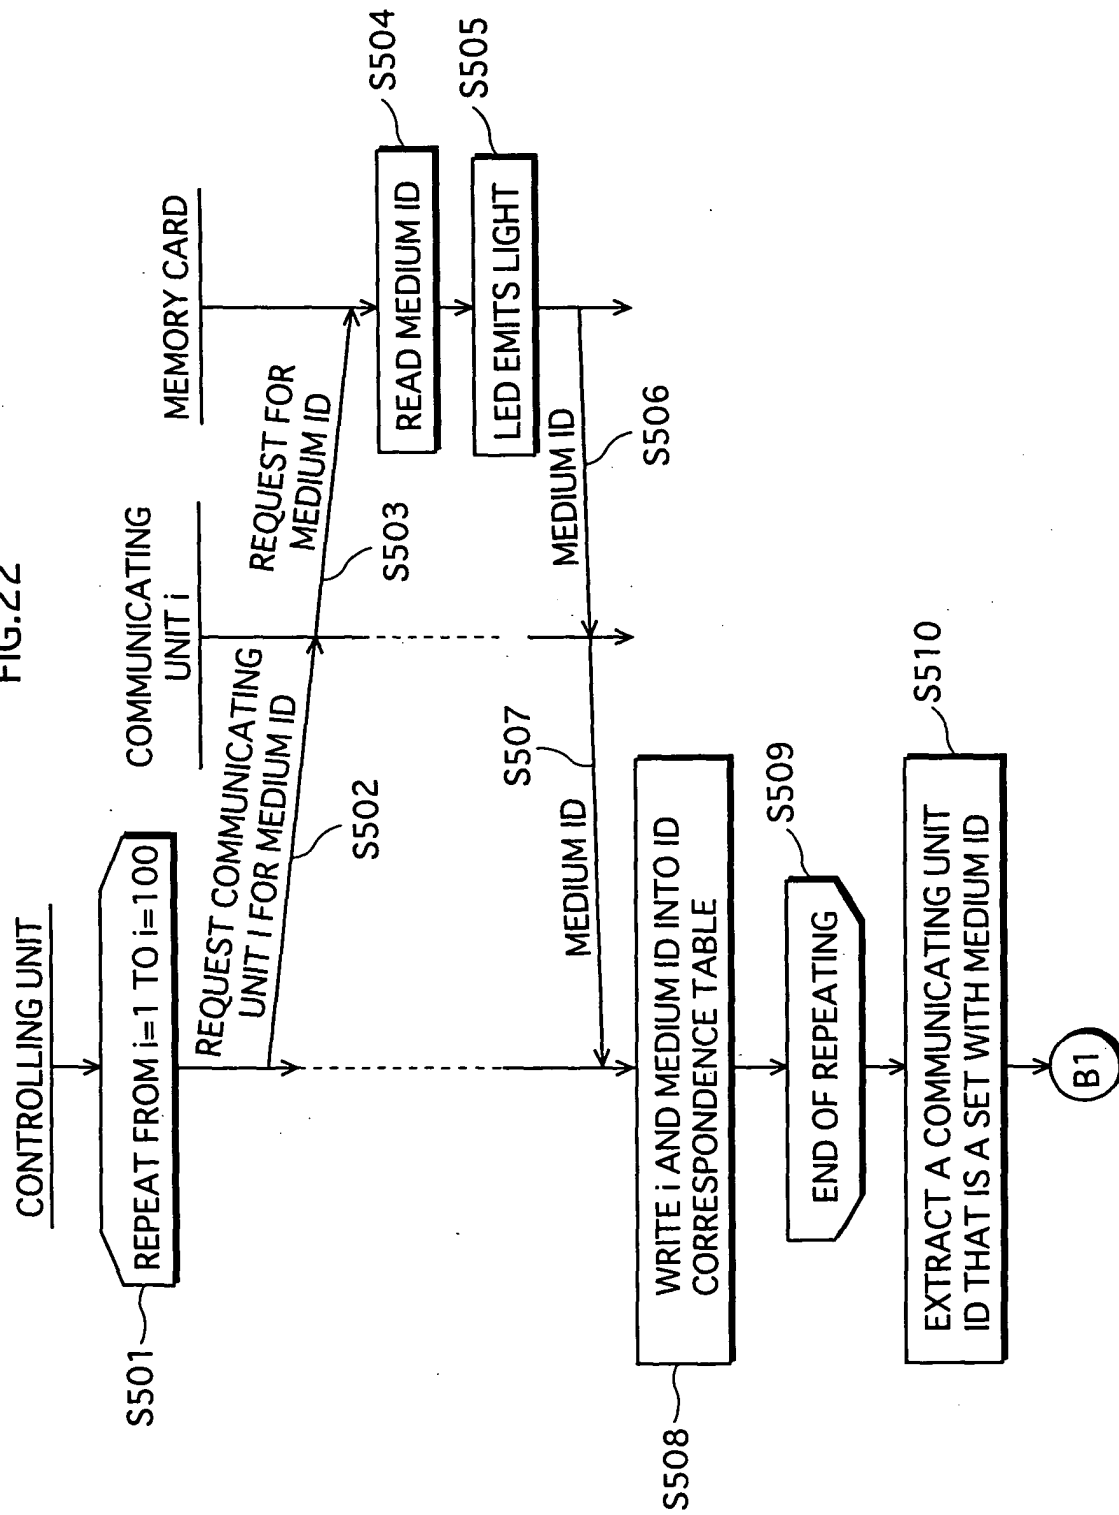 FIG.22
CONTROLLING UNIT
COMMUNICATING
UNIT i
MEMORY CARD
S501
REPEAT FROM i=1 TO i=100
REQUEST COMMUNICATING
UNIT I FOR MEDIUM ID
S502
REQUEST FOR
MEDIUM ID
S503
READ MEDIUM ID
S504
LED EMITS LIGHT
S505
MEDIUM ID
S506
MEDIUM ID
S507
WRITE i AND MEDIUM ID INTO ID
CORRESPONDENCE TABLE
S508
END OF REPEATING
S509
EXTRACT A COMMUNICATING UNIT
ID THAT IS A SET WITH MEDIUM ID
S510
B1